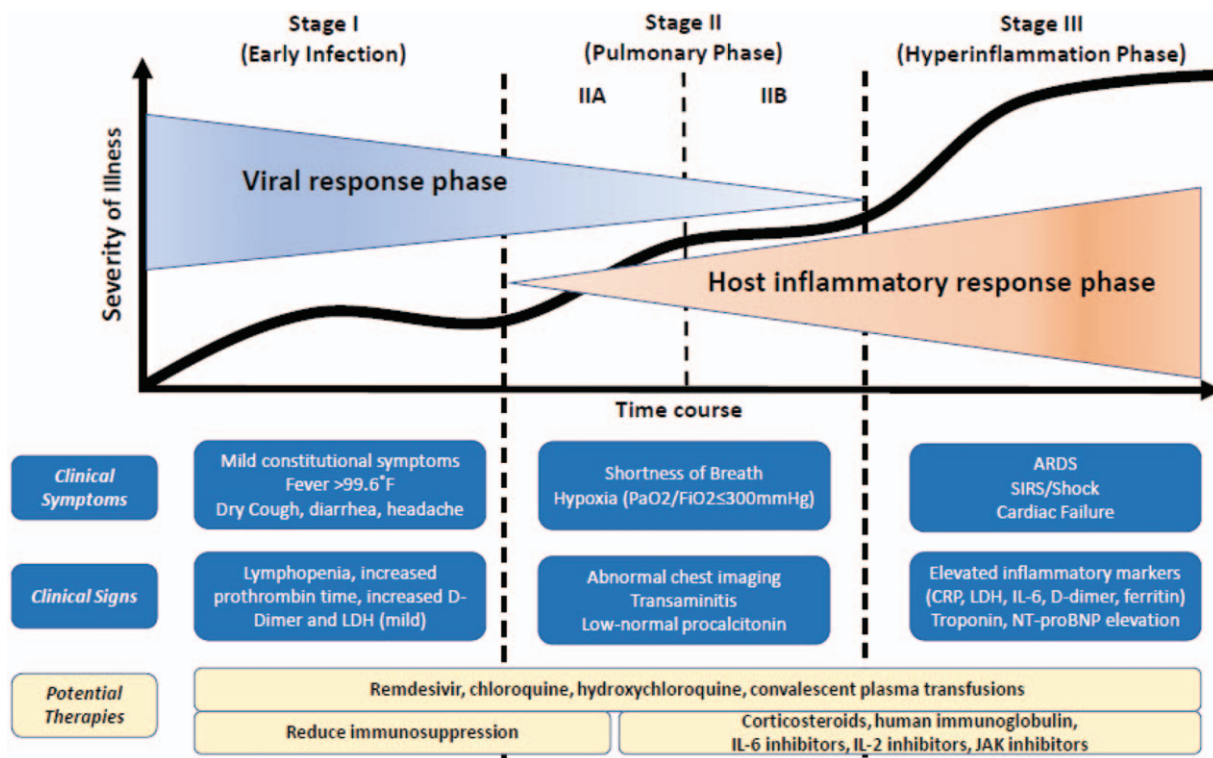 Stage I
(Early Infection)
Stage II
(Pulmonary Phase)
Stage III
(Hyperinflammation Phase)
IIA
IIB
Severity of Illness
Viral response phase
Host inflammatory response phase
Time course
Clinical
Symptoms
Mild constitutional symptoms
Fever >99.6°F
Dry Cough, diarrhea, headache
Shortness of Breath
Hypoxia (PaO2/FiO2≤300mmHg)
ARDS
SIRS/Shock
Cardiac Failure
Clinical Signs
Lymphopenia, increased
prothrombin time, increased D-
Dimer and LDH (mild)
Abnormal chest imaging
Transaminitis
Low-normal procalcitonin
Elevated inflammatory markers
(CRP, LDH, IL-6, D-dimer, ferritin)
Troponin, NT-proBNP elevation
Potential
Therapies
Remdesivir, chloroquine, hydroxychloroquine, convalescent plasma transfusions
Reduce immunosuppression
Corticosteroids, human immunoglobulin,
IL-6 inhibitors, IL-2 inhibitors, JAK inhibitors